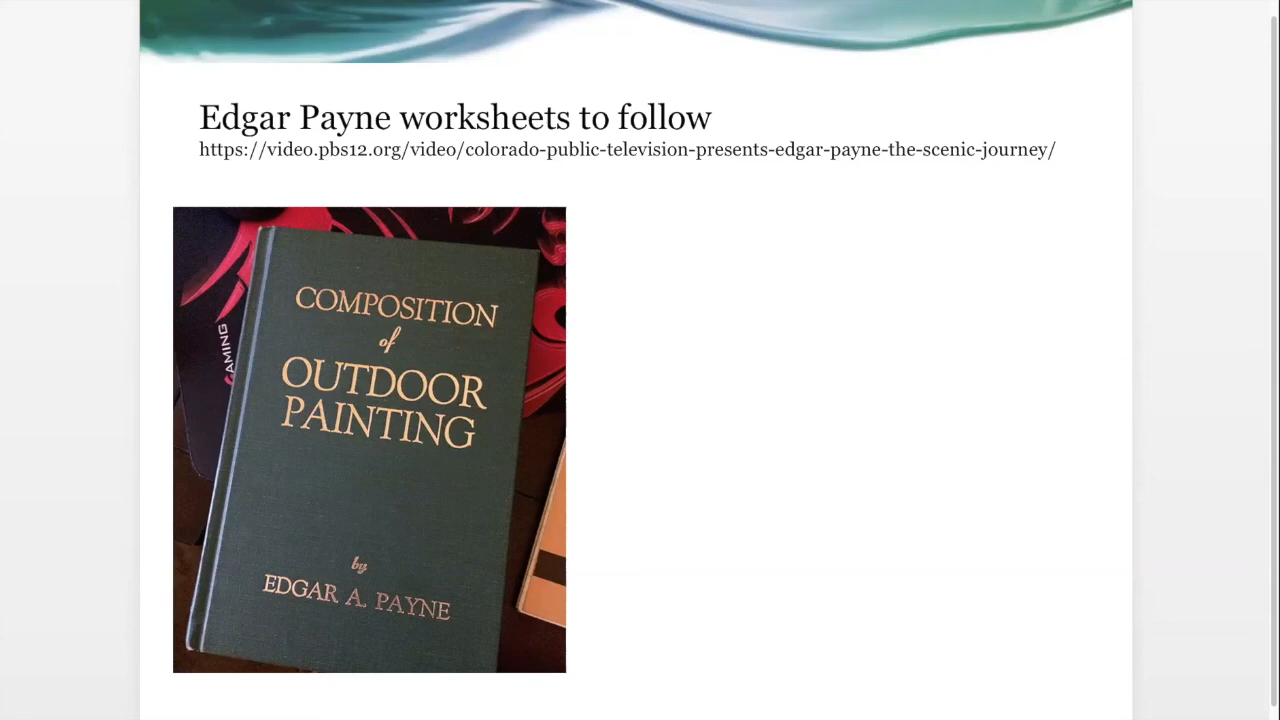 Edgar Payne worksheets to follow
https://video.pbs12.org/video/colorado-public-television-presents-edgar-payne-the-scenic-journey/
COMPOSITION
of
OUTDOOR
PAINTING
AMING
by
EDGAR A. PAYNE